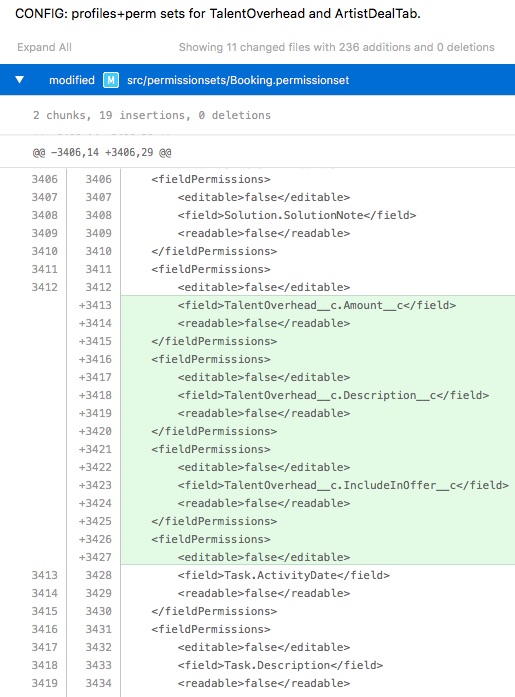 CONFIG: profiles+perm sets for TalentOverhead and ArtistDealTab.
Expand All Showing 11 changed files with 236 additions and 0 deletions
▼ modified M src/permissionsets/Booking.permissionset
2 chunks, 19 insertions, 0 deletions
@@ -3406,14 +3406,29 @@
3406 3406 <fieldPermissions>
3407 3407 <editable>false</editable>
3408 3408 <field>Solution.SolutionNote</field>
3409 3409 <readable>false</readable>
3410 3410 </fieldPermissions>
3411 3411 <fieldPermissions>
3412 3412 <editable>false</editable>
+3413 <field>TalentOverhead__c.Amount__c</field>
+3414 <readable>false</readable>
+3415 </fieldPermissions>
+3416 <fieldPermissions>
+3417 <editable>false</editable>
+3418 <field>TalentOverhead__c.Description__c</field>
+3419 <readable>false</readable>
+3420 </fieldPermissions>
+3421 <fieldPermissions>
+3422 <editable>false</editable>
+3423 <field>TalentOverhead__c.IncludeInOffer__c</field>
+3424 <readable>false</readable>
+3425 </fieldPermissions>
+3426 <fieldPermissions>
+3427 <editable>false</editable>
3413 3428 <field>Task.ActivityDate</field>
3414 3429 <readable>false</readable>
3415 3430 </fieldPermissions>
3416 3431 <fieldPermissions>
3417 3432 <editable>false</editable>
3418 3433 <field>Task.Description</field>
3419 3434 <readable>false</readable>